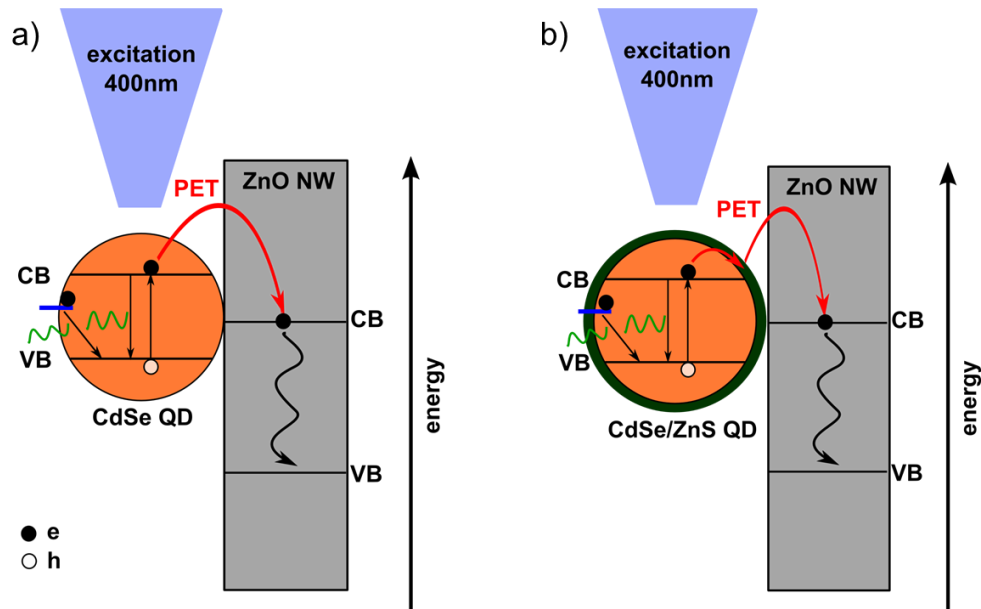 a)
excitation
400nm
ZnO NW
PET
CB
VB
CdSe QD
CB
VB
energy
e
h
b)
excitation
400nm
ZnO NW
PET
CB
VB
CdSe/ZnS QD
CB
VB
energy